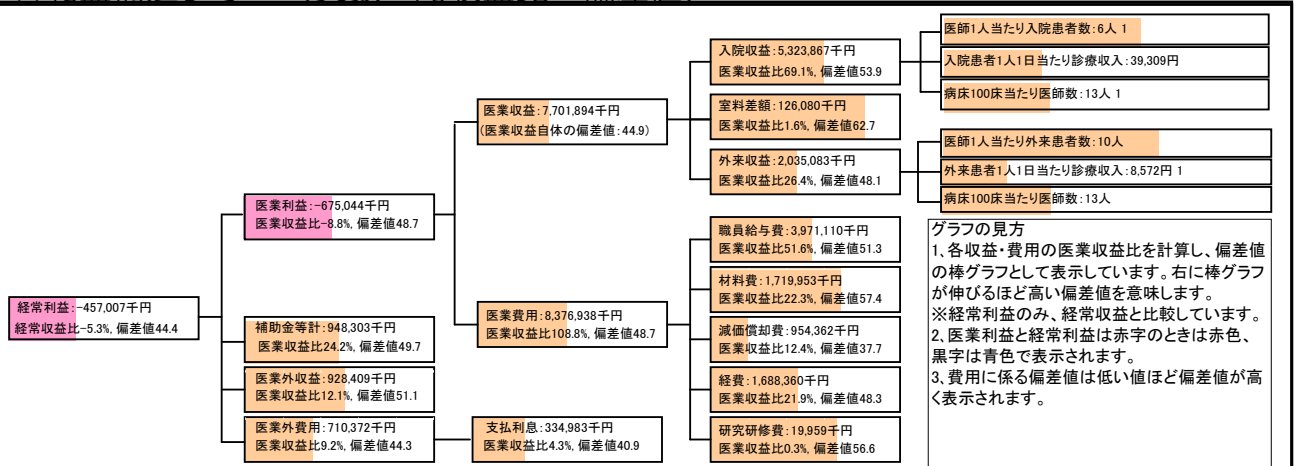 経常利益:-457,007千円
経常収益比-5.3%, 偏差値44.4
医業利益:-675,044千円
医業収益比-8.8%, 偏差値48.7
補助金等計:948,303千円
医業収益比24.2%, 偏差値49.7
医業外収益:928,409千円
医業収益比12.1%, 偏差値51.1
医業外費用:710,372千円
医業収益比9.2%, 偏差値44.3
医業収益:7,701,894千円
(医業収益自体の偏差値:44.9)
医業費用:8,376,938千円
医業収益比108.8%, 偏差値48.7
支払利息:334,983千円
医業収益比4.3%, 偏差値40.9
入院収益:5,323,867千円
医業収益比69.1%, 偏差値53.9
室料差額:126,080千円
医業収益比1.6%, 偏差値62.7
外来収益:2,035,083千円
医業収益比26.4%, 偏差値48.1
職員給与費:3,971,110千円
医業収益比51.6%, 偏差値51.3
材料費:1,719,953千円
医業収益比22.3%, 偏差値57.4
減価償却費:954,362千円
医業収益比12.4%, 偏差値37.7
経費:1,688,360千円
医業収益比21.9%, 偏差値48.3
研究研修費:19,959千円
医業収益比0.3%, 偏差値56.6
医師1人当たり入院患者数:6人 1
入院患者1人1日当たり診療収入:39,309円
病床100床当たり医師数:13人 1
医師1人当たり外来患者数:10人
外来患者1人1日当たり診療収入:8,572円 1
病床100床当たり医師数:13人
グラフの見方
1、各収益・費用の医業収益比を計算し、偏差値
の棒グラフとして表示しています。右に棒グラフ
が伸びるほど高い偏差値を意味します。
※経常利益のみ、経常収益と比較しています。
2、医業利益と経常利益は赤字のときは赤色、
黒字は青色で表示されます。
3、費用に係る偏差値は低い値ほど偏差値が高
く表示されます。